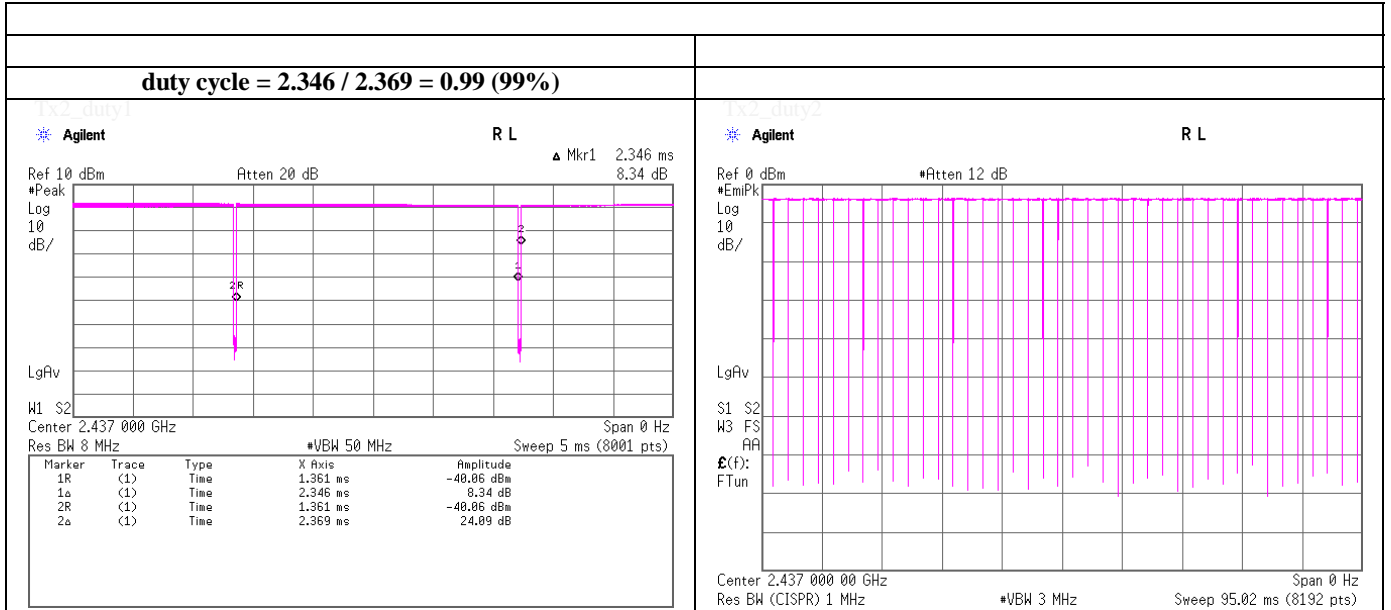 duty cycle = 2.346 / 2.369 = 0.99 (99%)
Tx2_duty1
Agilent R L
Δ Mkr1 2.346 ms
Ref 10 dBm Atten 20 dB 8.34 dB
#Peak
Log
10
dB/
2
1
2R
LgAv
W1 S2
Center 2.437 000 GHz Span 0 Hz
Res BW 8 MHz #VBW 50 MHz Sweep 5 ms (8001 pts)
Marker Trace Type X Axis Amplitude
1R (1) Time 1.361 ms -40.06 dBm
1Δ (1) Time 2.346 ms 8.34 dB
2R (1) Time 1.361 ms -40.06 dBm
2Δ (1) Time 2.369 ms 24.09 dB
Tx2_duty2
Agilent R L
Ref 0 dBm #Atten 12 dB
#EmiPk
Log
10
dB/
LgAv
S1 S2
W3 FS
AA
£(f):
FTun
Center 2.437 000 00 GHz Span 0 Hz
Res BW (CISPR) 1 MHz #VBW 3 MHz Sweep 95.02 ms (8192 pts)